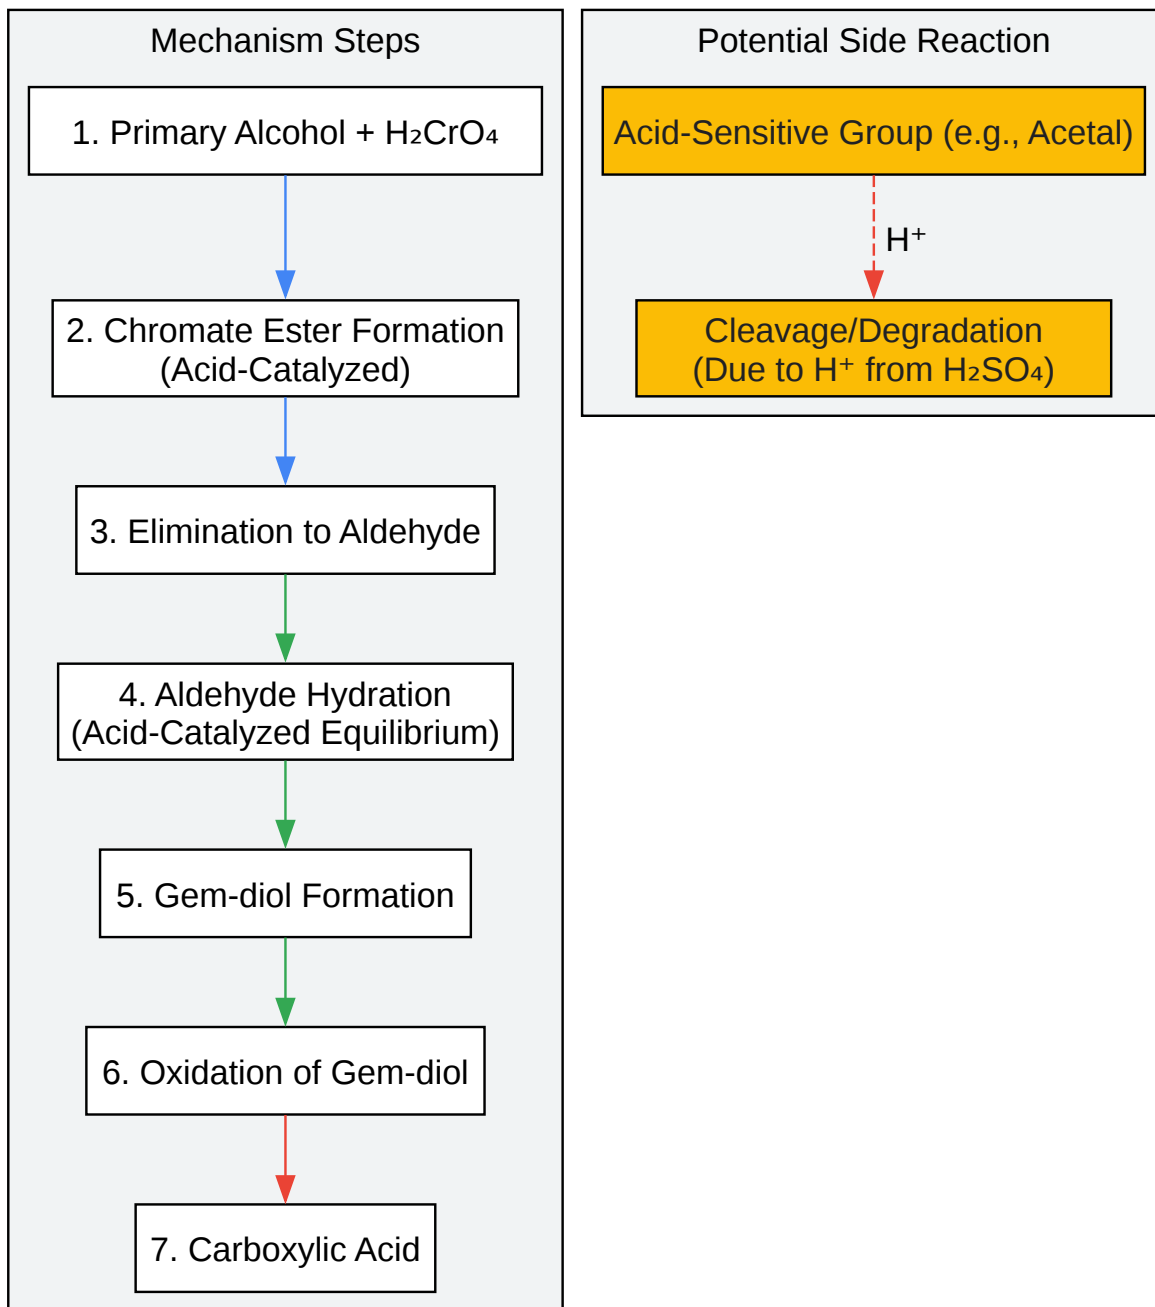 Mechanism Steps
1. Primary Alcohol + H₂CrO₄
2. Chromate Ester Formation
(Acid-Catalyzed)
3. Elimination to Aldehyde
4. Aldehyde Hydration
(Acid-Catalyzed Equilibrium)
5. Gem-diol Formation
6. Oxidation of Gem-diol
7. Carboxylic Acid
Potential Side Reaction
Acid-Sensitive Group (e.g., Acetal)
H⁺
Cleavage/Degradation
(Due to H⁺ from H₂SO₄)